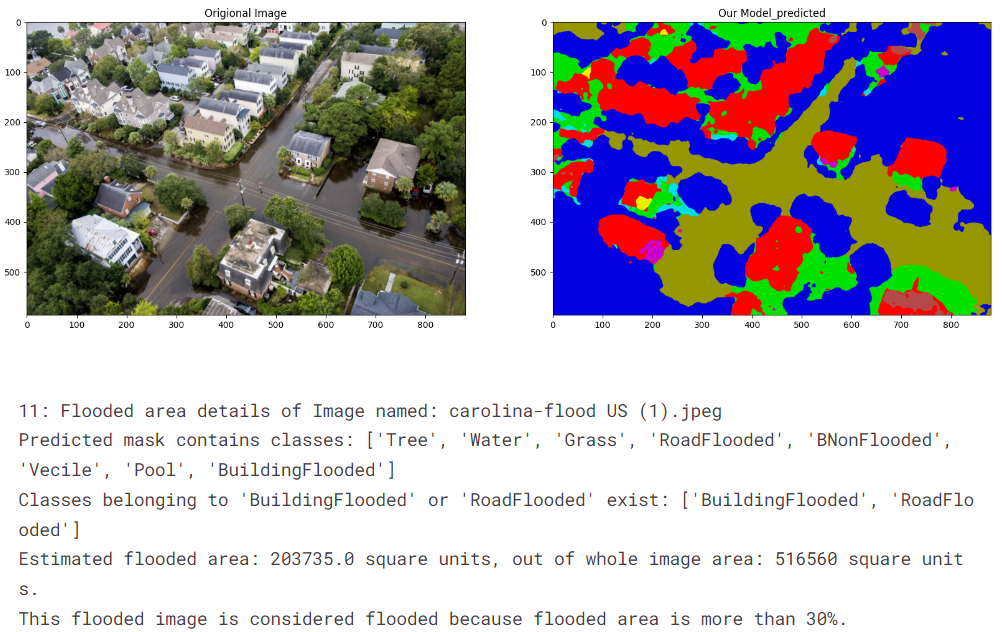 Origional Image
Our Model_predicted
0
100
200
300
400
500
0 100 200 300 400 500 600 700 800
0
100
200
300
400
500
0 100 200 300 400 500 600 700 800
11: Flooded area details of Image named: carolina-flood US (1).jpeg
Predicted mask contains classes: ['Tree', 'Water', 'Grass', 'RoadFlooded', 'BNonFlooded',
'Vecile', 'Pool', 'BuildingFlooded']
Classes belonging to 'BuildingFlooded' or 'RoadFlooded' exist: ['BuildingFlooded', 'RoadFlo
oded']
Estimated flooded area: 203735.0 square units, out of whole image area: 516560 square unit
s.
This flooded image is considered flooded because flooded area is more than 30%.